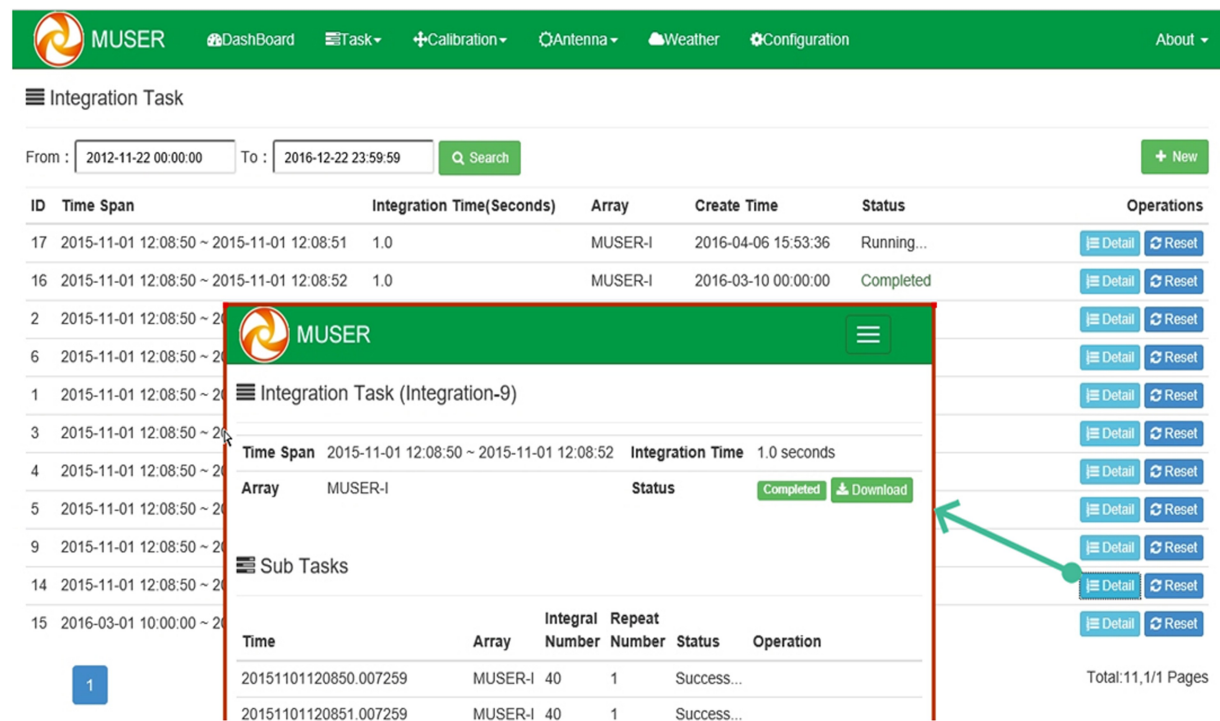 MUSER DashBoard Task Calibration Antenna Weather Configuration About
Integration Task
From : 2012-11-22 00:00:00 To : 2016-12-22 23:59:59 Search + New
ID Time Span Integration Time(Seconds) Array Create Time Status Operations
17 2015-11-01 12:08:50 ~ 2015-11-01 12:08:51 1.0 MUSER-I 2016-04-06 15:53:36 Running... Detail Reset
16 2015-11-01 12:08:50 ~ 2015-11-01 12:08:52 1.0 MUSER-I 2016-03-10 00:00:00 Completed Detail Reset
2 2015-11-01 12:08:50 ~ 20 Detail Reset
6 2015-11-01 12:08:50 ~ 20 Detail Reset
1 2015-11-01 12:08:50 ~ 20 Detail Reset
3 2015-11-01 12:08:50 ~ 20 Detail Reset
4 2015-11-01 12:08:50 ~ 20 Detail Reset
5 2015-11-01 12:08:50 ~ 20 Detail Reset
9 2015-11-01 12:08:50 ~ 20 Detail Reset
14 2015-11-01 12:08:50 ~ 20 Detail Reset
15 2016-03-01 10:00:00 ~ 20 Detail Reset
1 Total:11,1/1 Pages
MUSER
Integration Task (Integration-9)
Time Span 2015-11-01 12:08:50 ~ 2015-11-01 12:08:52 Integration Time 1.0 seconds
Array MUSER-I Status Completed Download
Sub Tasks
Integral Repeat
Time Array Number Number Status Operation
20151101120850.007259 MUSER-I 40 1 Success...
20151101120851.007259 MUSER-I 40 1 Success...